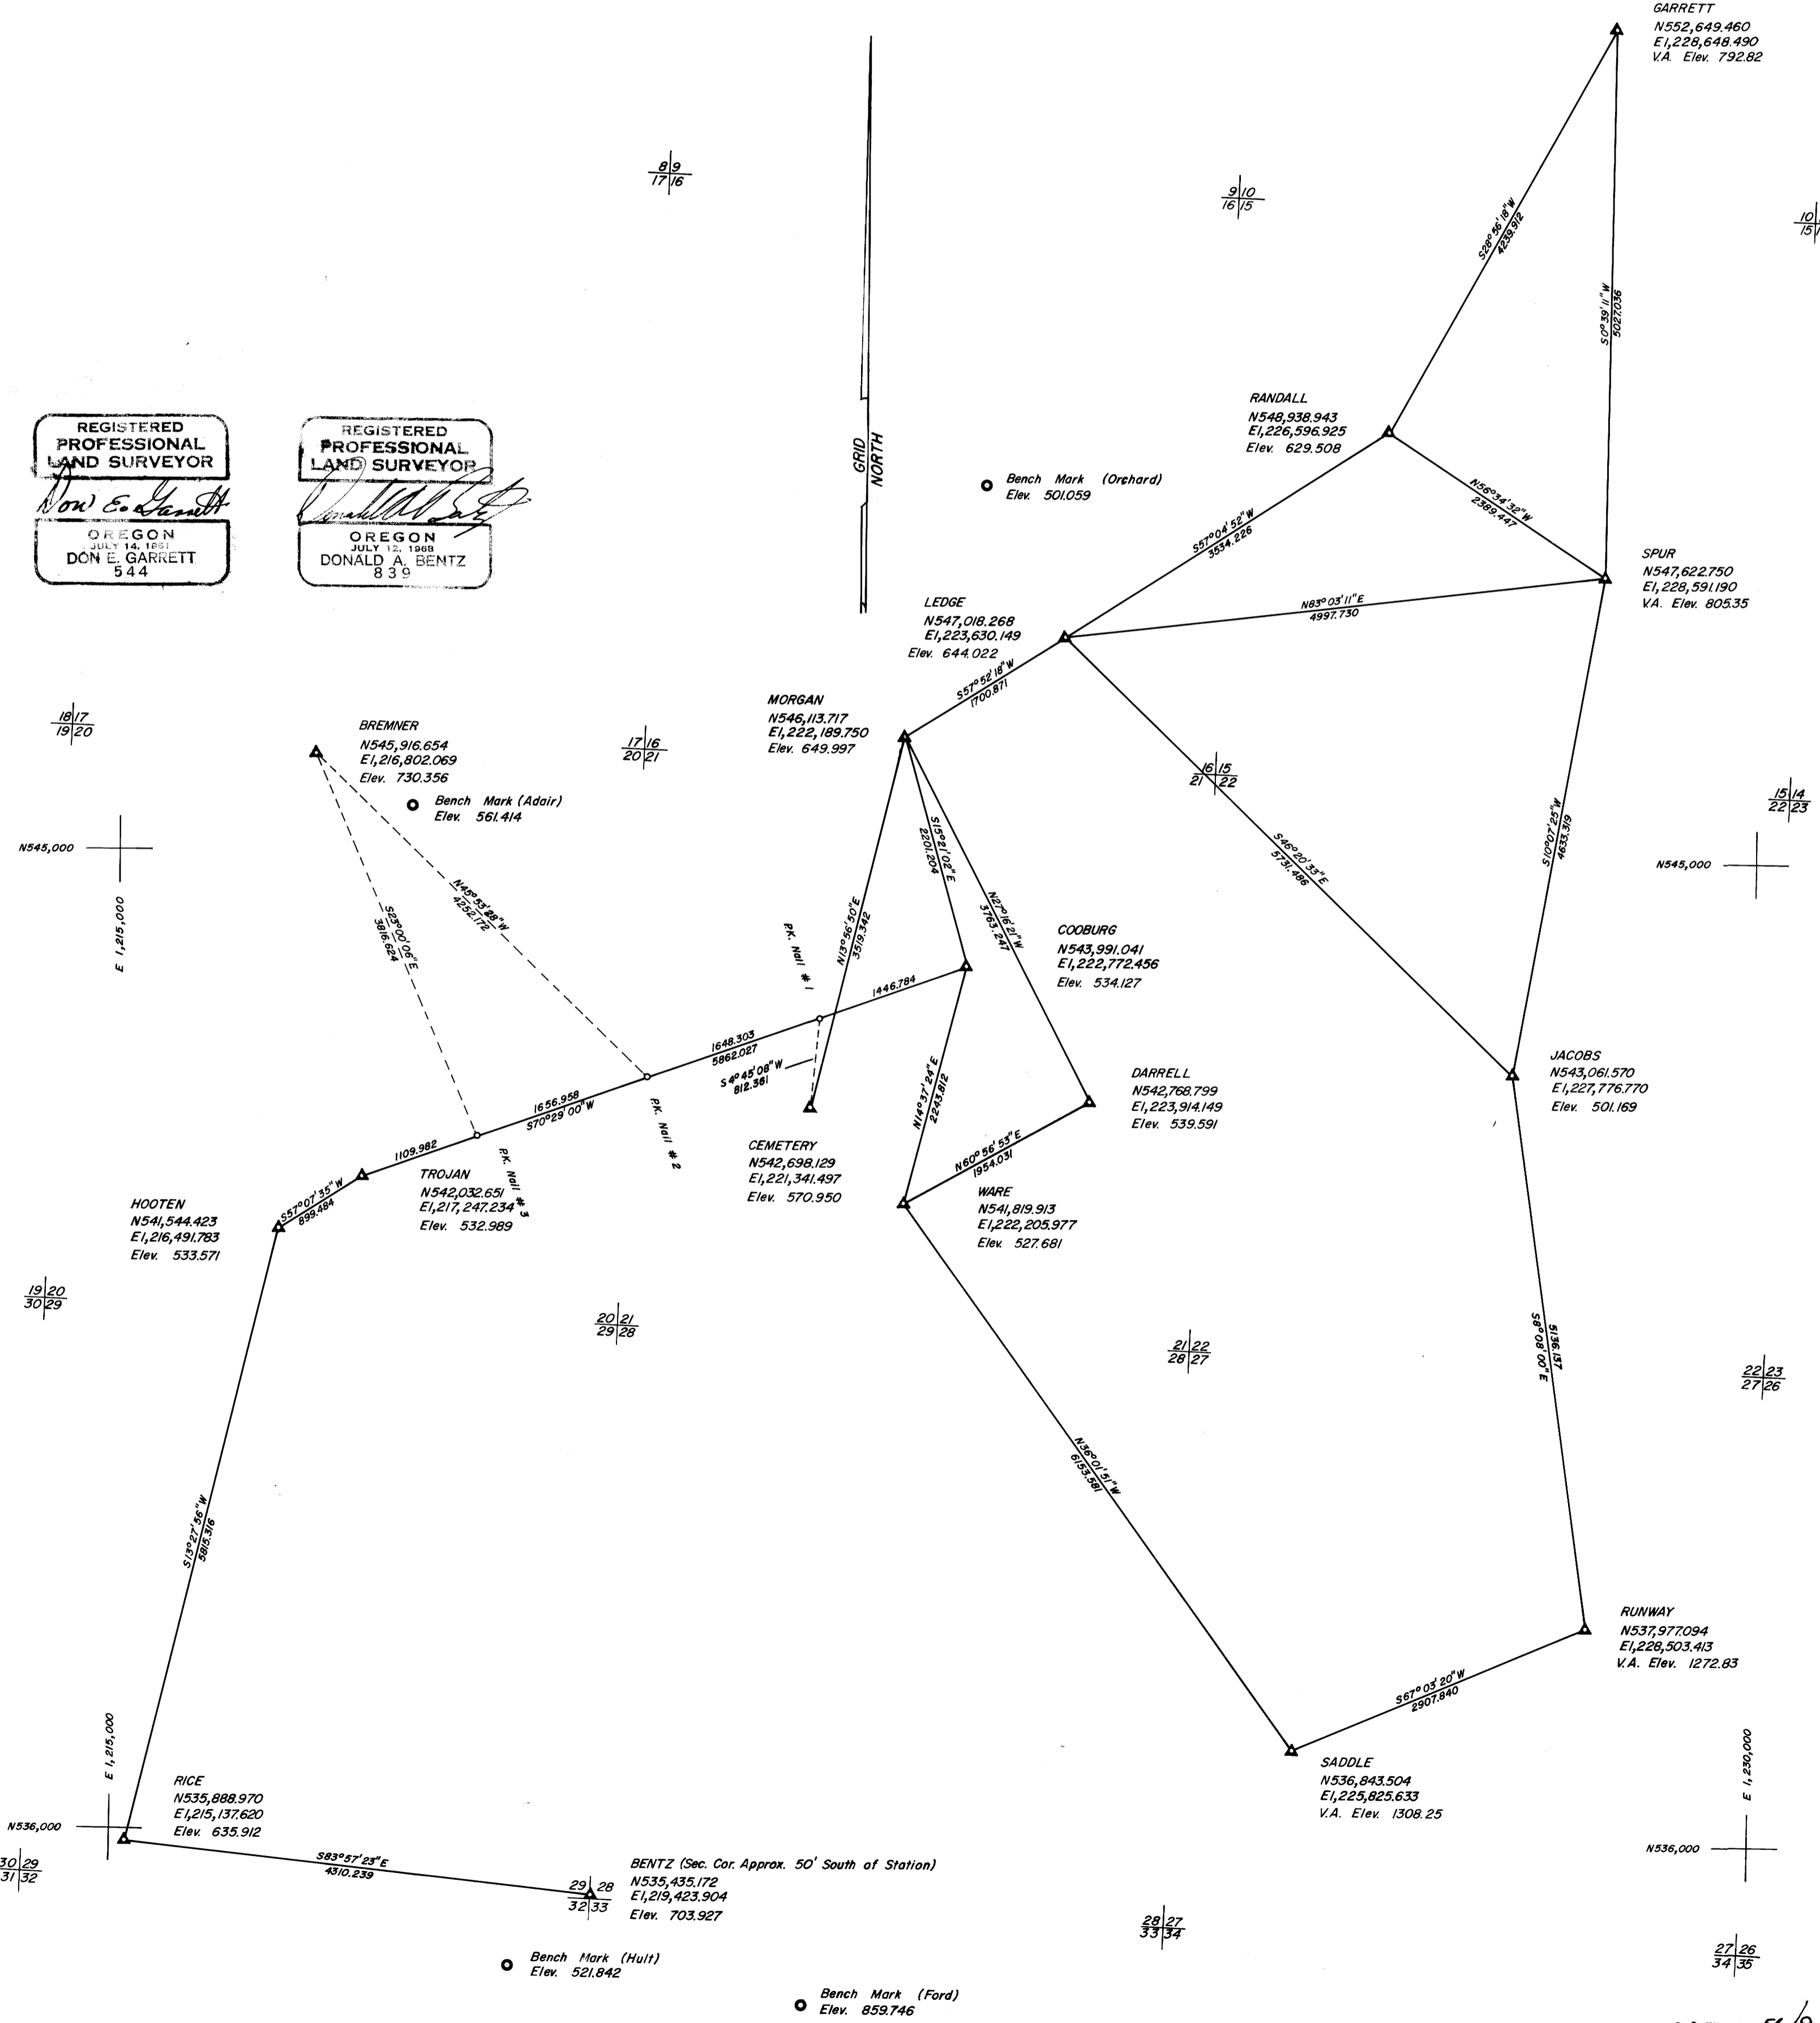 GARRETT
N552,649.460
E1,228,648.490
V.A. Elev. 792.82
8 9
17 16
9 10
16 15
10
15
S28°56'18"W
4239.912
S0°39'11"W
5027.036
REGISTERED
PROFESSIONAL
LAND SURVEYOR
Don E. Garrett
OREGON
JULY 14, 1961
DON E. GARRETT
544
REGISTERED
PROFESSIONAL
LAND SURVEYOR
OREGON
JULY 12, 1968
DONALD A. BENTZ
839
GRID
NORTH
RANDALL
N548,938.943
E1,226,596.925
Elev. 629.508
Bench Mark (Orchard)
Elev. 501.059
N56°34'32"W
2389.447
S57°04'52"W
3534.226
SPUR
N547,622.750
E1,228,591.190
V.A. Elev. 805.35
LEDGE
N547,018.268
E1,223,630.149
Elev. 644.022
N83°03'11"E
4997.730
S57°52'18"W
1700.871
MORGAN
N546,113.717
E1,222,189.750
Elev. 649.997
18 17
19 20
BREMNER
N545,916.654
E1,216,802.069
Elev. 730.356
17 16
20 21
16 15
21 22
15 14
22 23
Bench Mark (Adair)
Elev. 561.414
N545,000
E 1,215,000
N545,000
S15°21'02"E
2201.204
S46°20'33"E
5731.486
S10°07'25"W
4633.319
N45°53'28"W
4252.172
S23°00'06"E
3816.624
N13°56'50"E
3519.342
N27°16'21"W
3763.247
P.K. Nail #1
COOBURG
N543,991.041
E1,222,772.456
Elev. 534.127
1446.784
1648.303
5862.027
S4°45'08"W
812.361
JACOBS
N543,061.570
E1,227,776.770
Elev. 501.169
DARRELL
N542,768.799
E1,223,914.149
Elev. 539.591
N14°37'24"E
2243.812
1656.958
S70°29'00"W
P.K. Nail #2
1109.982
P.K. Nail #3
CEMETERY
N542,698.129
E1,221,341.497
Elev. 570.950
N60°56'53"E
1954.031
TROJAN
N542,032.651
E1,217,247.234
Elev. 532.989
S57°07'35"W
899.484
HOOTEN
N541,544.423
E1,216,491.783
Elev. 533.571
WARE
N541,819.913
E1,222,205.977
Elev. 527.681
19 20
30 29
20 21
29 28
21 22
28 27
22 23
27 26
S8°08'00"E
5136.137
N36°01'51"W
6153.581
S13°27'56"W
5815.316
RUNWAY
N537,977.094
E1,228,503.413
V.A. Elev. 1272.83
S67°03'20"W
2907.840
SADDLE
N536,843.504
E1,225,825.633
V.A. Elev. 1308.25
E 1,215,000
E 1,230,000
RICE
N535,888.970
E1,215,137.620
Elev. 635.912
N536,000
N536,000
30 29
31 32
S83°57'23"E
4310.239
29 28
32 33
BENTZ (Sec. Cor. Approx. 50' South of Station)
N535,435.172
E1,219,423.904
Elev. 703.927
28 27
33 34
27 26
34 35
Bench Mark (Hult)
Elev. 521.842
Bench Mark (Ford)
Elev. 859.746